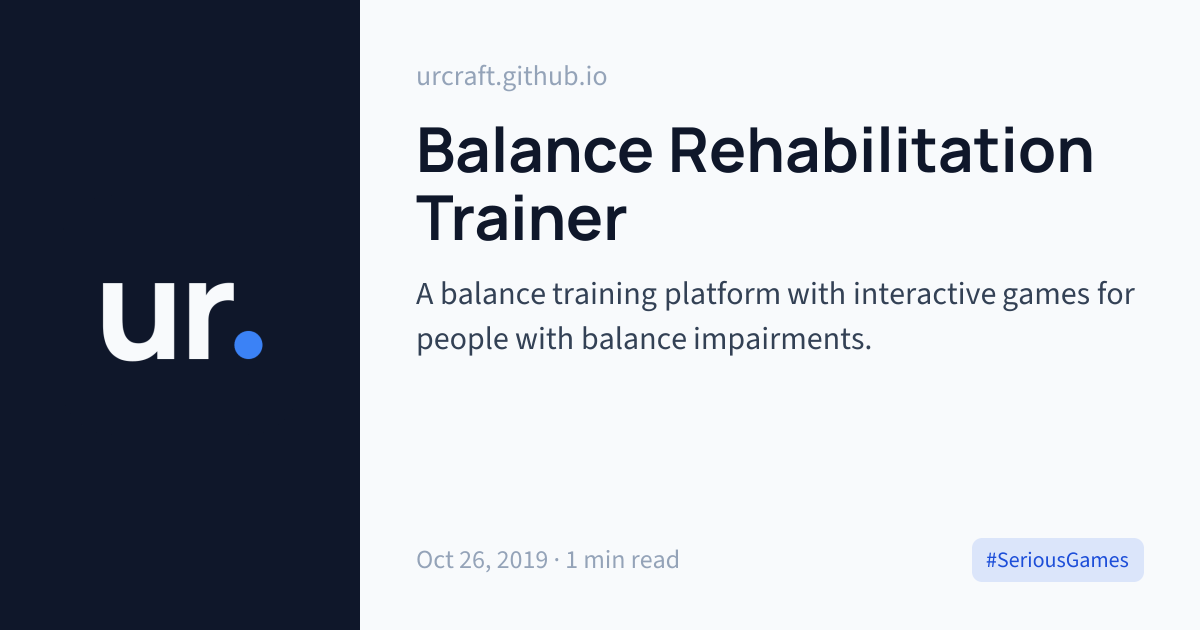 ur.
urcraft.github.io
Balance Rehabilitation
Trainer
A balance training platform with interactive games for
people with balance impairments.
Oct 26, 2019 · 1 min read
#SeriousGames